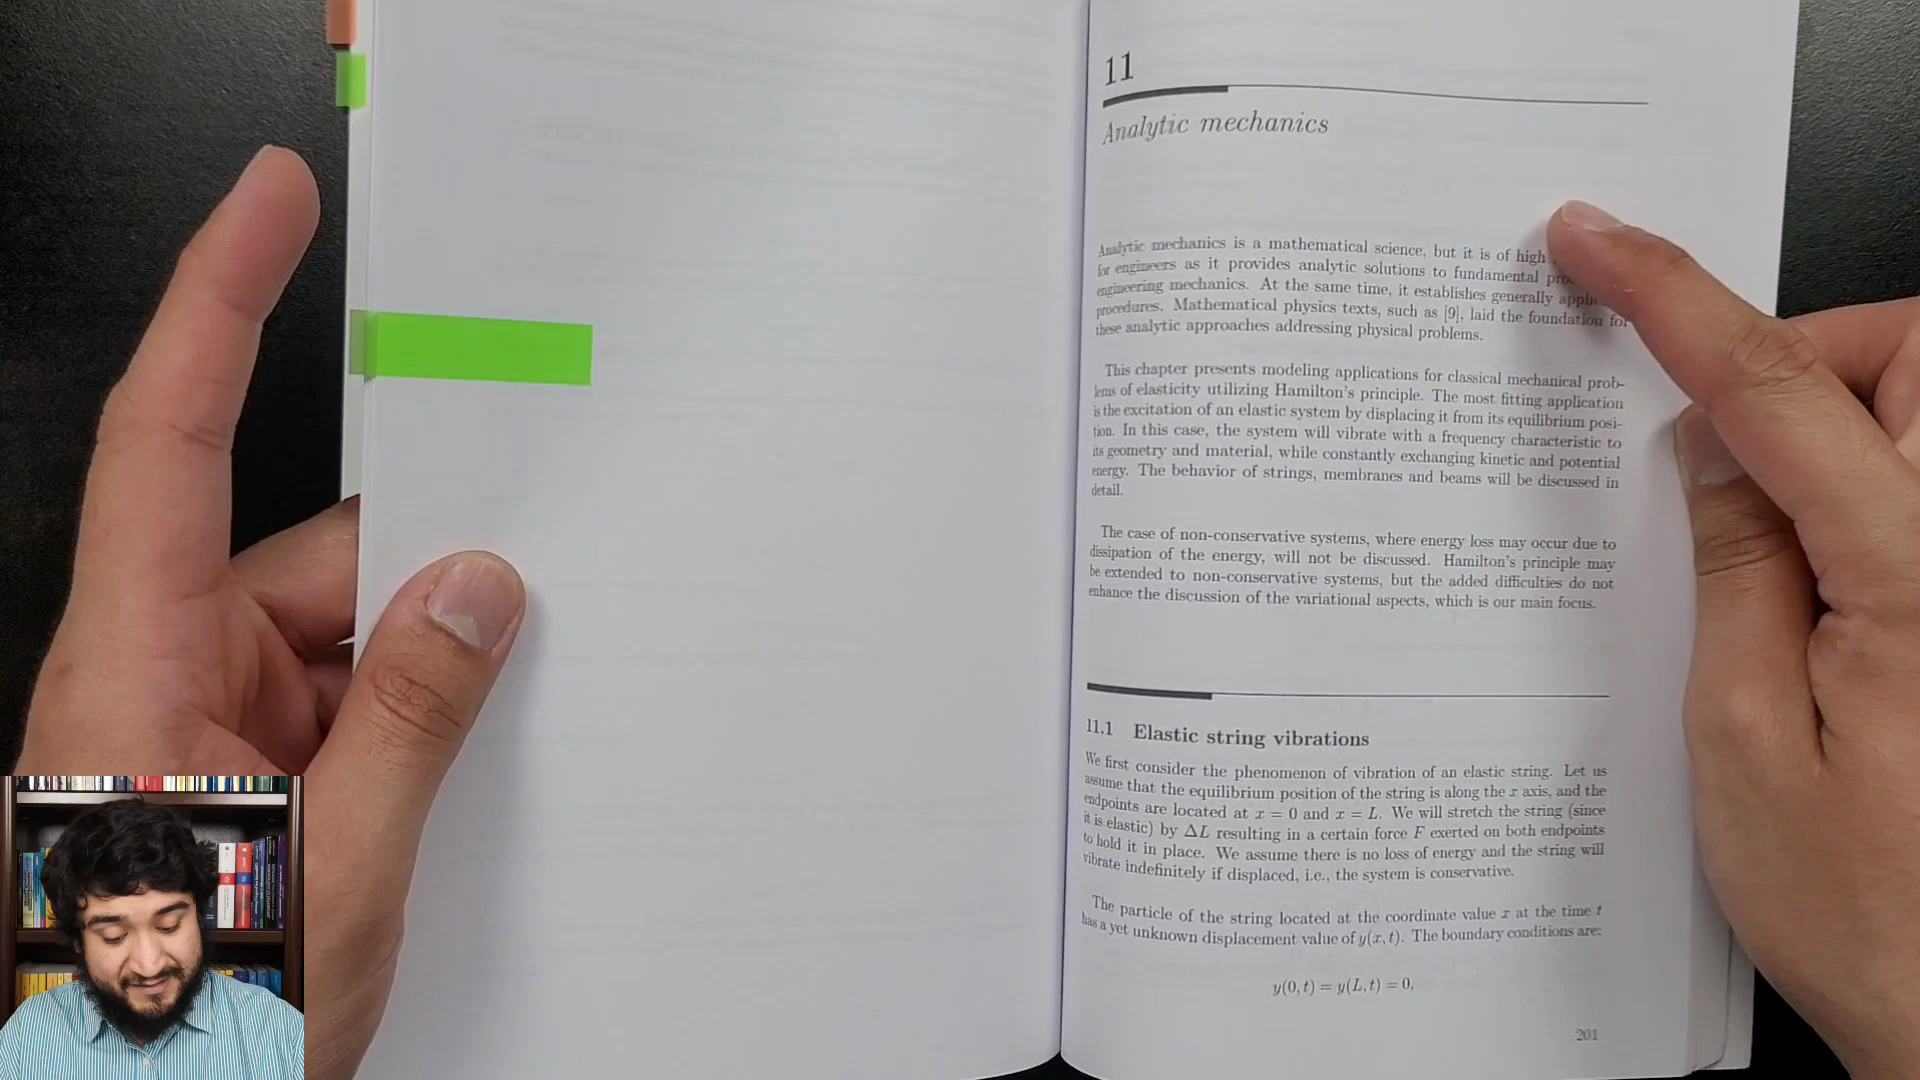 11
Analytic mechanics
Analytic mechanics is a mathematical science, but it is of high
for engineers as it provides analytic solutions to fundamental
engineering mechanics. At the same time, it establishes generally
procedures. Mathematical physics texts, such as [9], laid the foundation for
these analytic approaches addressing physical problems.
This chapter presents modeling applications for classical mechanical prob-
lems of elasticity utilizing Hamilton's principle. The most fitting application
is the excitation of an elastic system by displacing it from its equilibrium posi-
tion. In this case, the system will vibrate with a frequency characteristic to
its geometry and material, while constantly exchanging kinetic and potential
energy. The behavior of strings, membranes and beams will be discussed in
detail.
The case of non-conservative systems, where energy loss may occur due to
dissipation of the energy, will not be discussed. Hamilton's principle may
be extended to non-conservative systems, but the added difficulties do not
enhance the discussion of the variational aspects, which is our main focus.
11.1 Elastic string vibrations
We first consider the phenomenon of vibration of an elastic string. Let us
assume that the equilibrium position of the string is along the x axis, and the
endpoints are located at x = 0 and x = L. We will stretch the string (since
it is elastic) by ΔL resulting in a certain force F exerted on both endpoints
to hold it in place. We assume there is no loss of energy and the string will
vibrate indefinitely if displaced, i.e., the system is conservative.
The particle of the string located at the coordinate value x at the time t
has a yet unknown displacement value of y(x, t). The boundary conditions are:
y(0, t) = y(L, t) = 0.
201